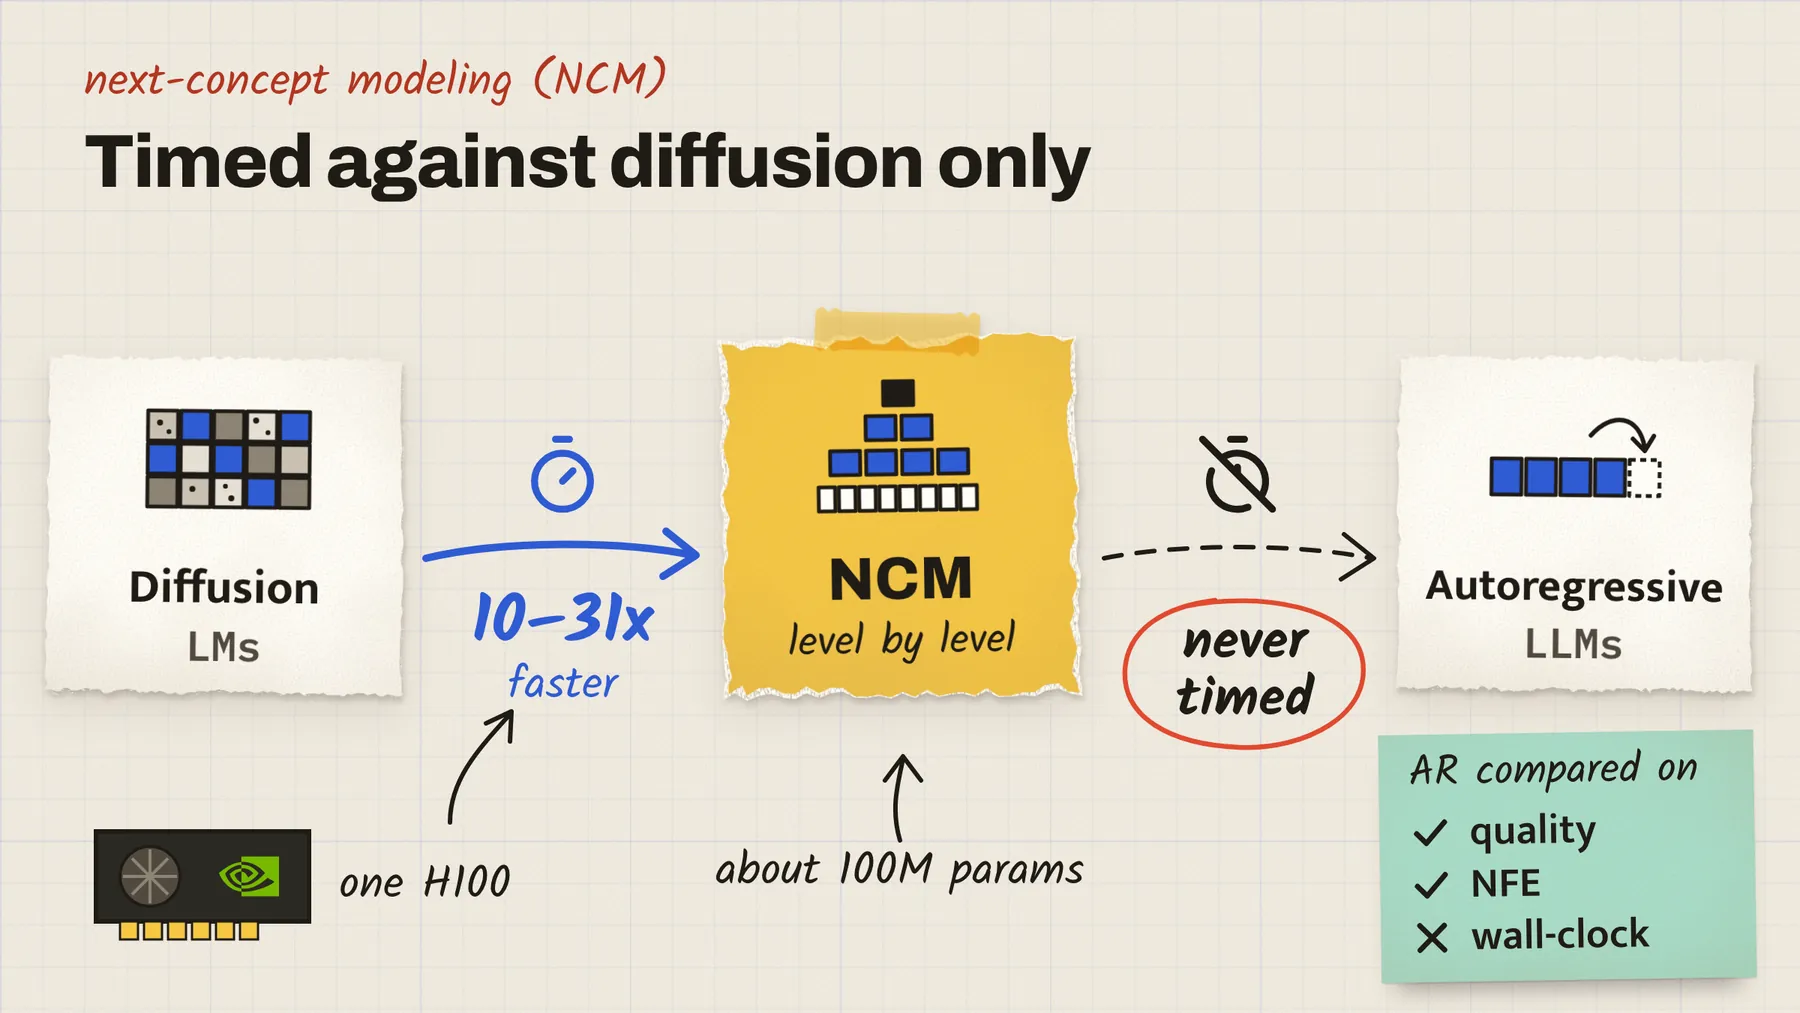 next-concept modeling (NCM)
Timed against diffusion only
Diffusion
LMs
10–31x
faster
NCM
level by level
never
timed
Autoregressive
LLMs
one H100
about 100M params
AR compared on
quality
NFE
wall-clock